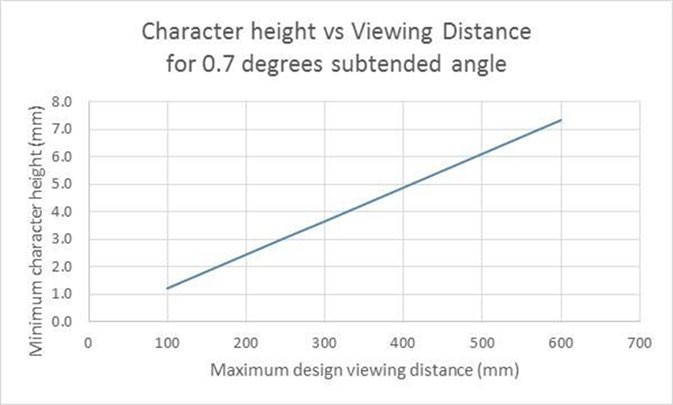 Character height vs Viewing Distance
for 0.7 degrees subtended angle
Minimum character height (mm)
8.0
7.0
6.0
5.0
4.0
3.0
2.0
1.0
0.0
0 100 200 300 400 500 600 700
Maximum design viewing distance (mm)